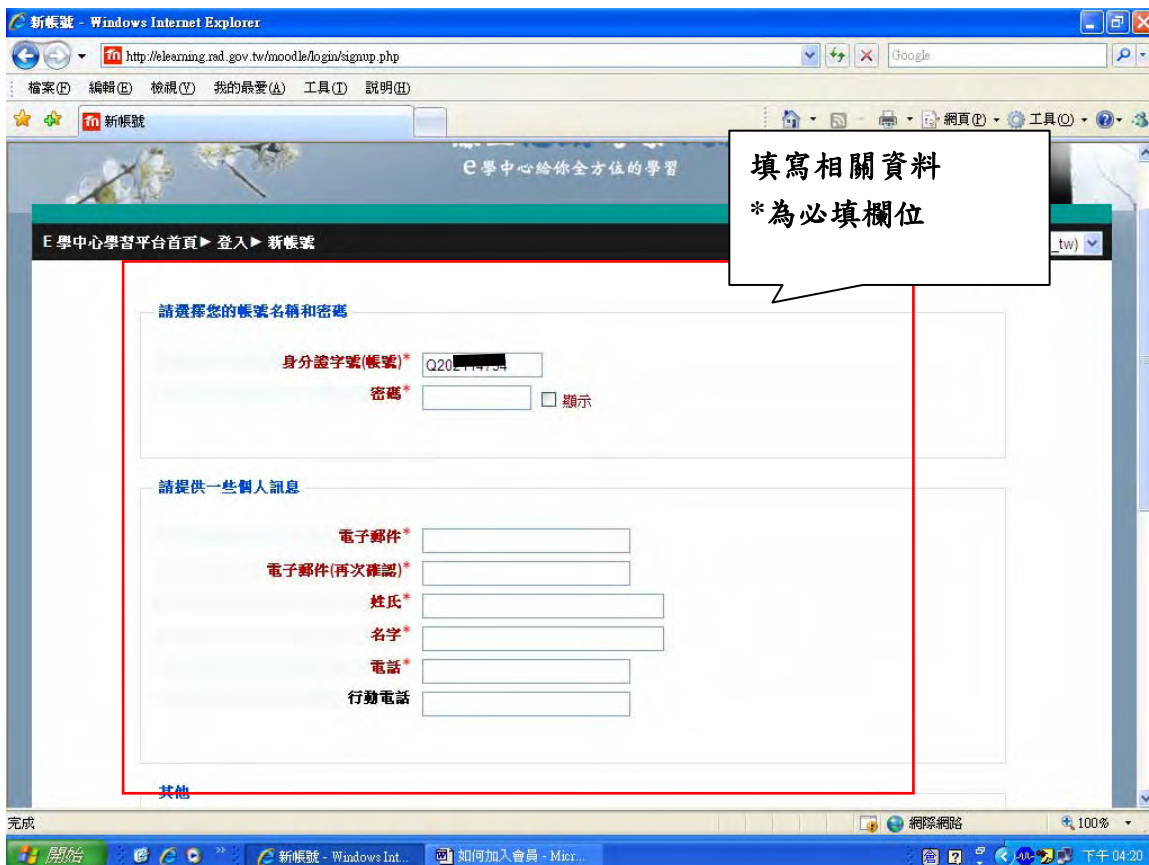 新帳號 - Windows Internet Explorer
http://elearning.rad.gov.tw/moodle/login/signup.php
Google
檔案(F) 編輯(E) 檢視(V) 我的最愛(A) 工具(T) 說明(H)
新帳號
網頁(P) 工具(O)
e學中心給你全方位的學習
填寫相關資料
*為必填欄位
E 學中心學習平台首頁► 登入► 新帳號
_tw)
請選擇您的帳號名稱和密碼
身分證字號(帳號)*
Q202
密碼*
顯示
請提供一些個人訊息
電子郵件*
電子郵件(再次確認)*
姓氏*
名字*
電話*
行動電話
其他
完成
網際網路
100%
開始
新帳號 - Windows Int...
如何加入會員 - Micr...
下午 04:20